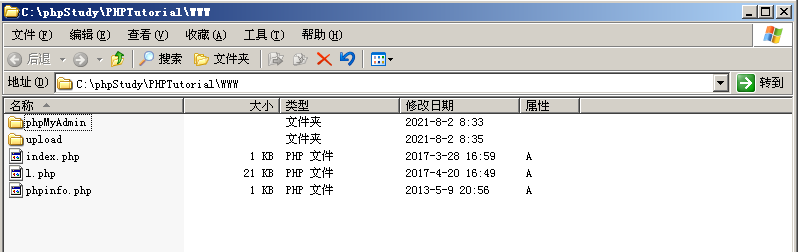 C:\phpStudy\PHPTutorial\WWW
文件(F) 编辑(E) 查看(V) 收藏(A) 工具(T) 帮助(H)
后退 搜索 文件夹
地址(D) C:\phpStudy\PHPTutorial\WWW 转到
名称 大小 类型 修改日期 属性
phpMyAdmin 文件夹 2021-8-2 8:33
upload 文件夹 2021-8-2 8:35
index.php 1 KB PHP 文件 2017-3-28 16:59 A
l.php 21 KB PHP 文件 2017-4-20 16:49 A
phpinfo.php 1 KB PHP 文件 2013-5-9 20:56 A